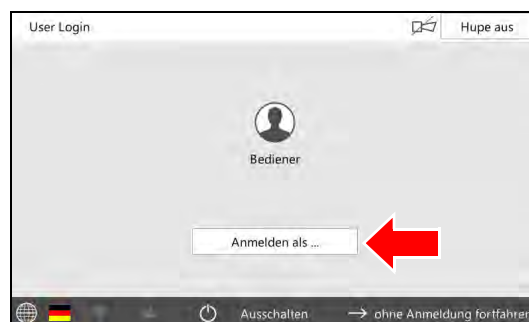 User Login
Hupe aus
Bediener
Anmelden als ...
Ausschalten → ohne Anmeldung fortfahren